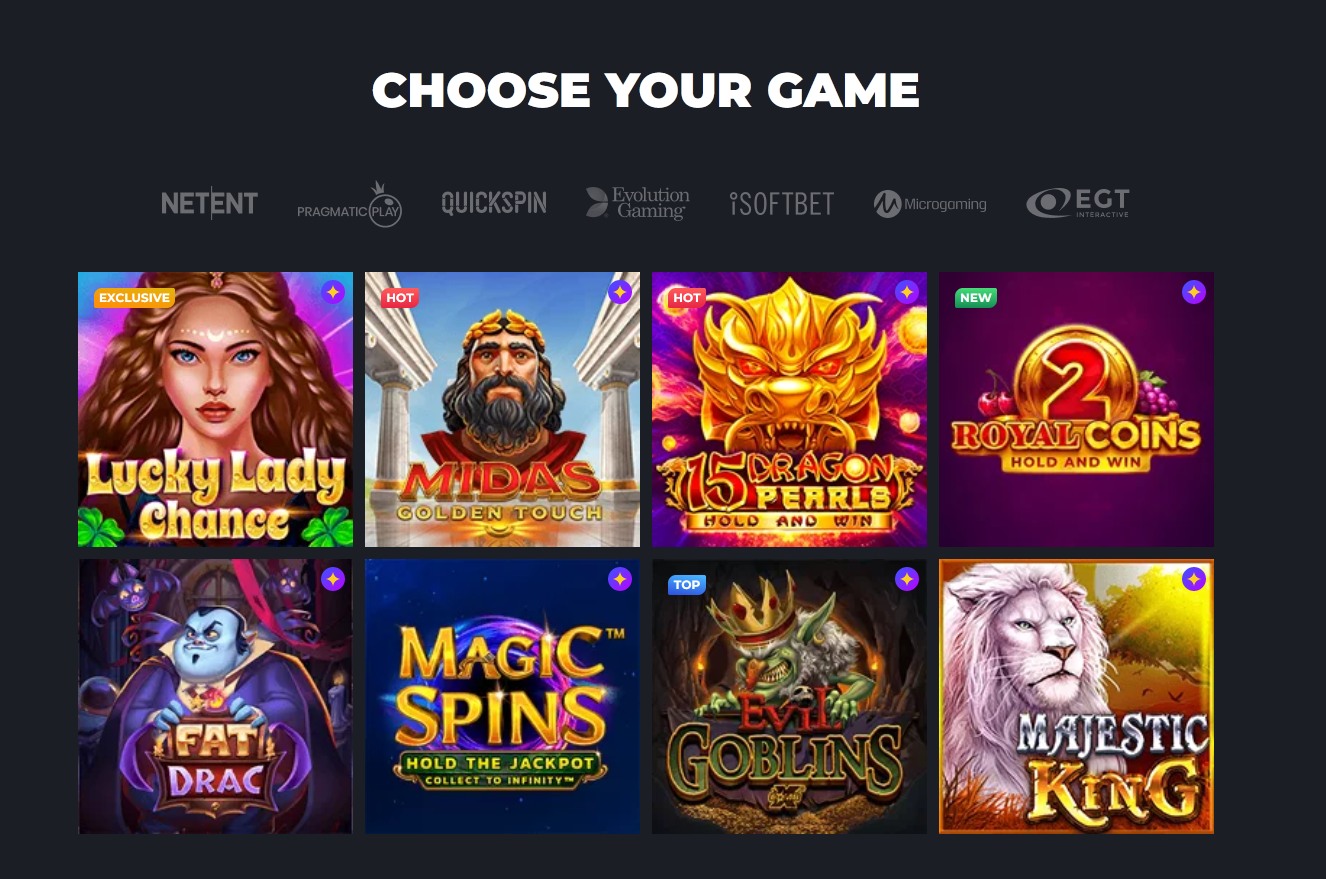 CHOOSE YOUR GAME
NETENT
PRAGMATIC PLAY
QUICKSPIN
Evolution
Gaming
iSOFTBET
Microgaming
EGT
INTERACTIVE
EXCLUSIVE
Lucky Lady
Chance
HOT
MIDAS
GOLDEN TOUCH
HOT
15 DRAGON
PEARLS
HOLD AND WIN
NEW
2
ROYAL COINS
HOLD AND WIN
FAT
DRAC
MAGIC™
SPINS
HOLD THE JACKPOT
COLLECT TO INFINITY™
TOP
EVIL
GOBLINS
MAJESTIC
KING